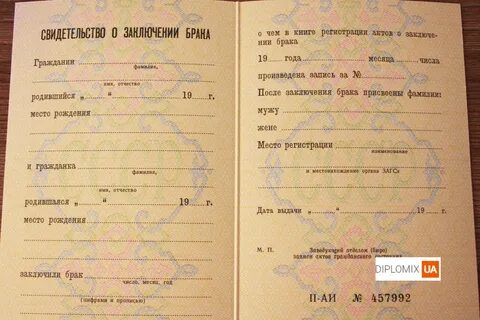 СВИДЕТЕЛЬСТВО О ЗАКЛЮЧЕНИИ БРАКА
Гражданин
фамилия,
имя, отчество
родившийся „ “ 19 г.
место рождения
и гражданка
фамилия,
имя, отчество
родившаяся „ “ 19 г.
место рождения
заключили брак
число, месяц, год
(цифрами и прописью)
о чем в книге регистрации актов о заключе-
нии брака
19 года месяца числа
произведена запись за №
После заключения брака присвоены фамилии:
мужу
жене
Место регистрации
наименование
и местонахождение органа ЗАГСа
Дата выдачи „ “ 19 г.
М. П.
Заведующий отделом (бюро)
записи актов гражданского состояния
DIPLOMIX UA
П-АИ № 457992